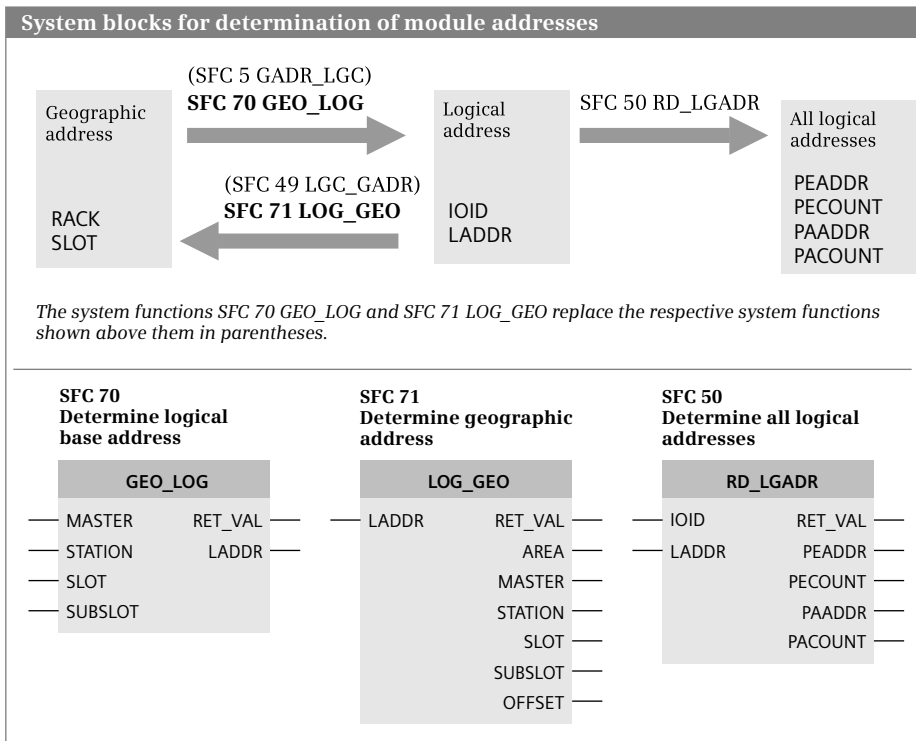 System blocks for determination of module addresses
(SFC 5 GADR_LGC)
SFC 70 GEO_LOG
Geographic
address
RACK
SLOT
(SFC 49 LGC_GADR)
SFC 71 LOG_GEO
Logical
address
IOID
LADDR
SFC 50 RD_LGADR
All logical
addresses
PEADDR
PECOUNT
PAADDR
PACOUNT
The system functions SFC 70 GEO_LOG and SFC 71 LOG_GEO replace the respective system functions
shown above them in parentheses.
SFC 70
Determine logical
base address
GEO_LOG
MASTER RET_VAL
STATION LADDR
SLOT
SUBSLOT
SFC 71
Determine geographic
address
LOG_GEO
LADDR RET_VAL
AREA
MASTER
STATION
SLOT
SUBSLOT
OFFSET
SFC 50
Determine all logical
addresses
RD_LGADR
IOID RET_VAL
LADDR PEADDR
PECOUNT
PAADDR
PACOUNT